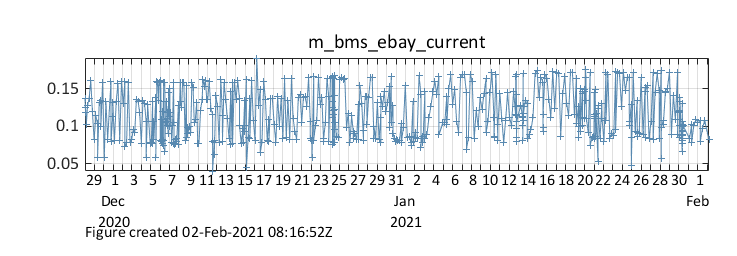 m_bms_ebay_current
0.15
0.1
0.05
29 1 3 5 7 9 11 13 15 17 19 21 23 25 27 29 31 2 4 6 8 10 12 14 16 18 20 22 24 26 28 30 1
Dec Jan Feb
2020 2021
Figure created 02-Feb-2021 08:16:52Z